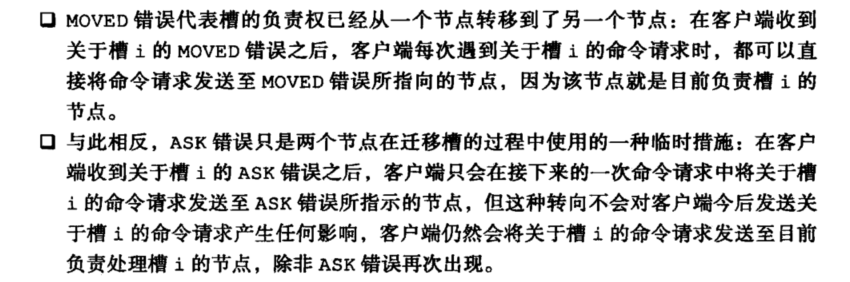 ❑ MOVED 错误代表槽的负责权已经从一个节点转移到了另一个节点：在客户端收到
关于槽 i 的 MOVED 错误之后，客户端每次遇到关于槽 i 的命令请求时，都可以直
接将命令请求发送至 MOVED 错误所指向的节点，因为该节点就是目前负责槽 i 的
节点。
❑ 与此相反，ASK 错误只是两个节点在迁移槽的过程中使用的一种临时措施：在客户
端收到关于槽 i 的 ASK 错误之后，客户端只会在接下来的一次命令请求中将关于槽
i 的命令请求发送至 ASK 错误所指示的节点，但这种转向不会对客户端今后发送关
于槽 i 的命令请求产生任何影响，客户端仍然会将关于槽 i 的命令请求发送至目前
负责处理槽 i 的节点，除非 ASK 错误再次出现。